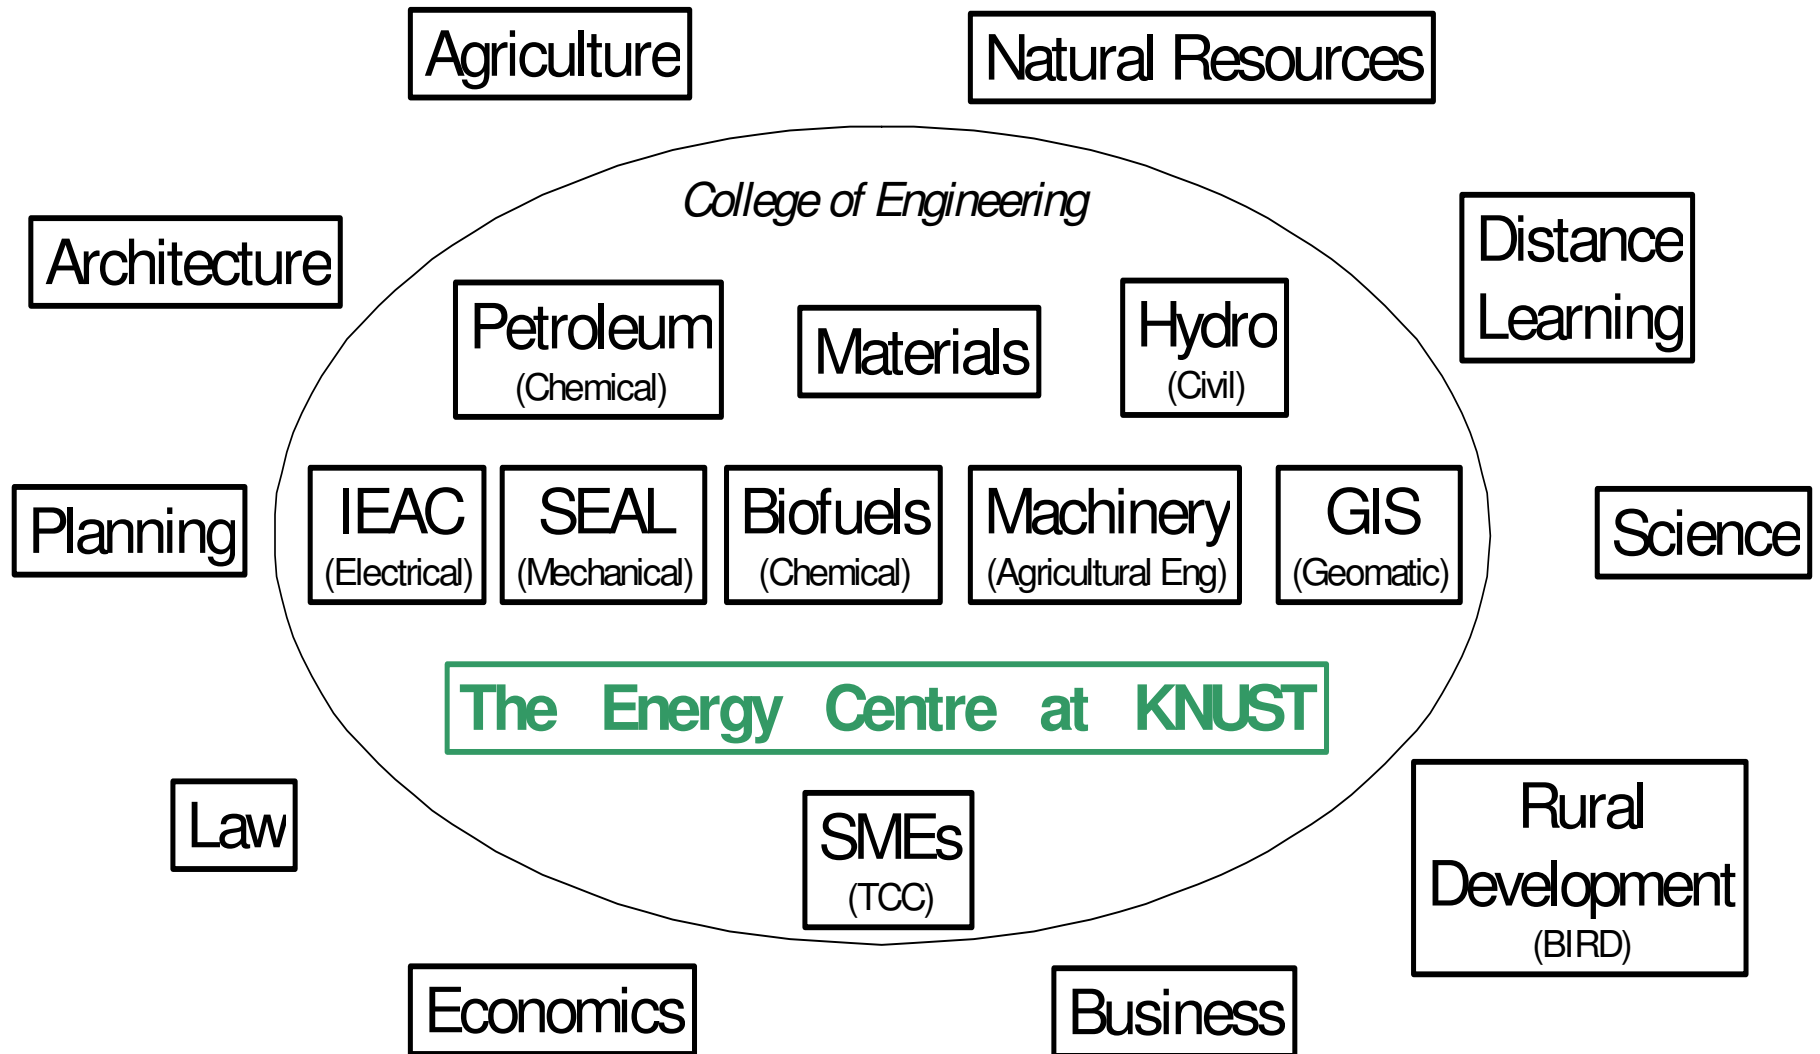 Agriculture
Natural Resources
College of Engineering
Architecture
Distance
Learning
Petroleum
(Chemical)
Materials
Hydro
(Civil)
Planning
IEAC
(Electrical)
SEAL
(Mechanical)
Biofuels
(Chemical)
Machinery
(Agricultural Eng)
GIS
(Geomatic)
Science
The Energy Centre at KNUST
Law
SMEs
(TCC)
Rural
Development
(BIRD)
Economics
Business